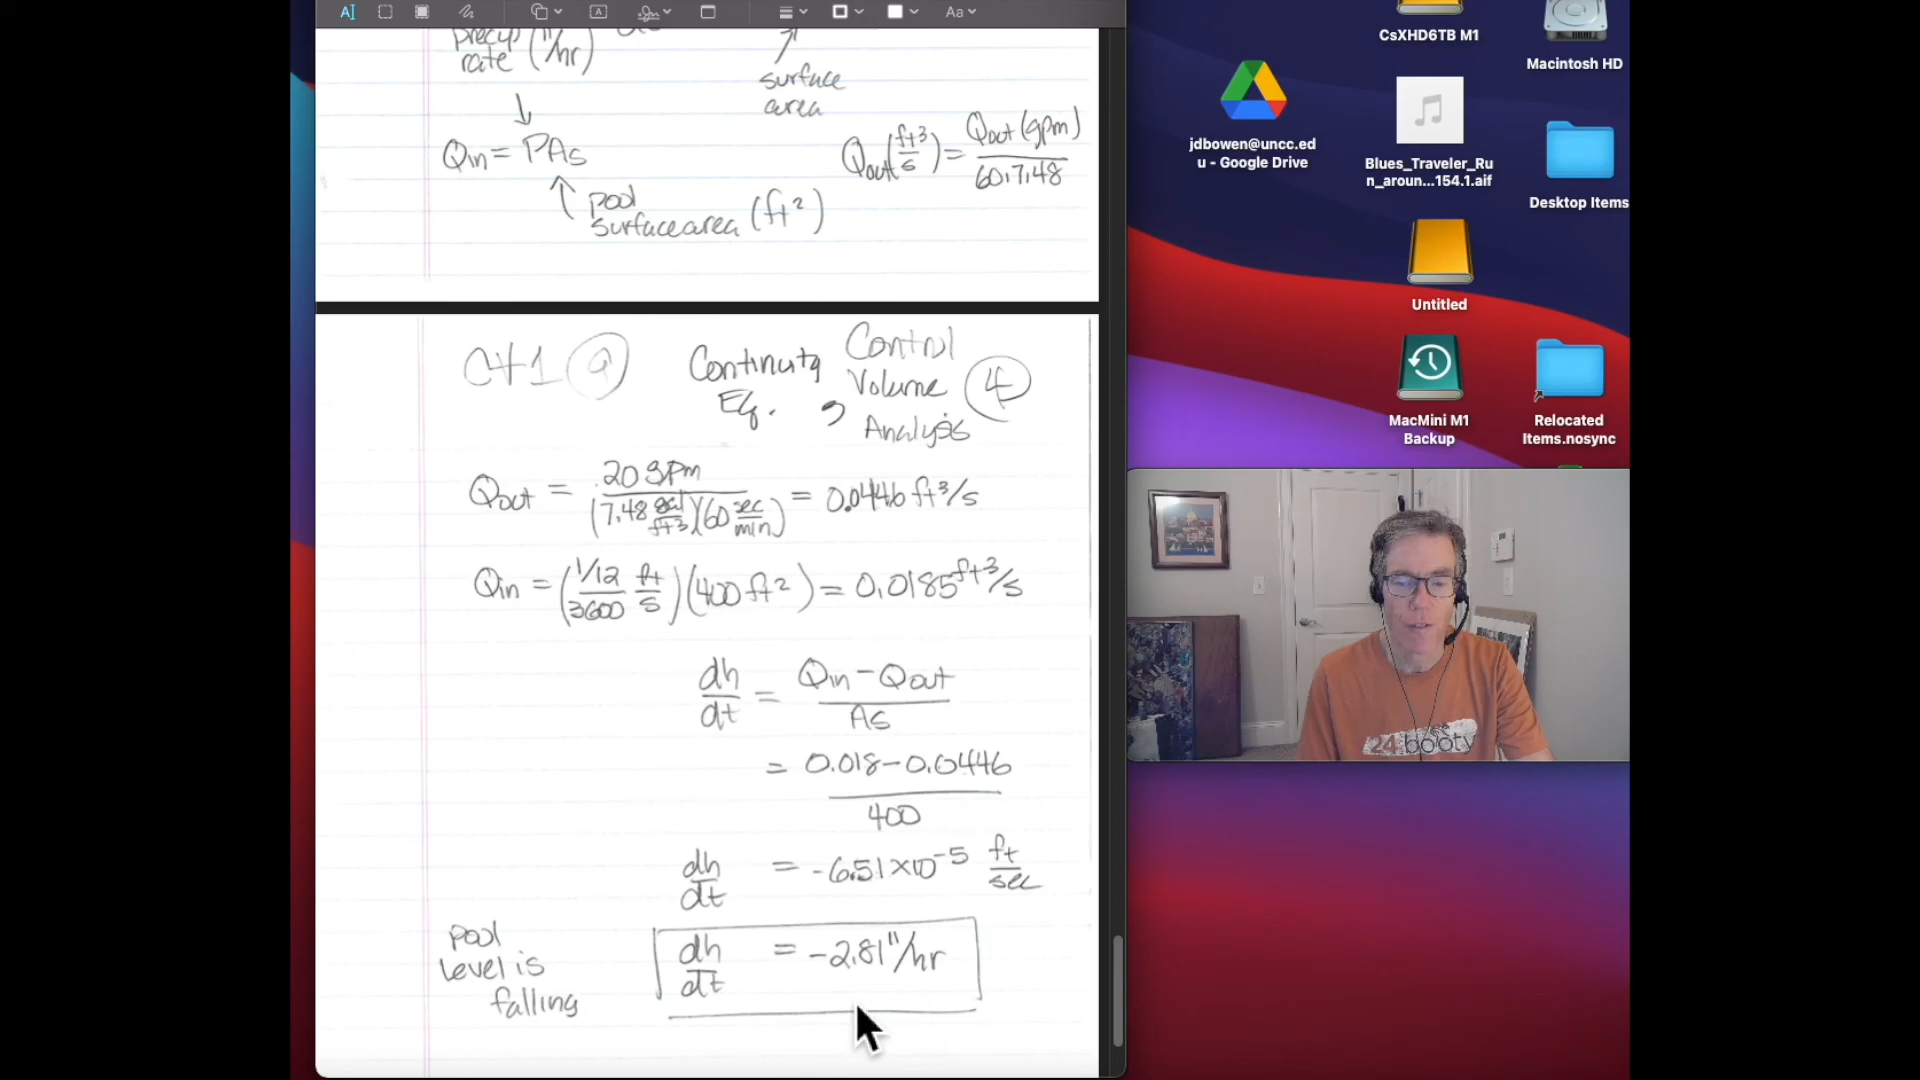 precip
rate ("/hr)
surface
area
Qin = PAs
pool
surface area (ft²)
Qout (ft³/s) = Qout (gpm) / 60·7.48
Continuity Eq., Control Volume Analysis 4
Qout = 20 gpm / (7.48 gal/ft³)(60 sec/min) = 0.0446 ft³/s
Qin = (1/12 / 3600 ft/s)(400 ft²) = 0.0185 ft³/s
dh/dt = Qin - Qout / As
= 0.018 - 0.0446 / 400
dh/dt = -6.51×10⁻⁵ ft/sec
dh/dt = -2.81"/hr
pool
level is
falling
Aa
CsXHD6TB M1
Macintosh HD
jdbowen@uncc.ed
u - Google Drive
Blues_Traveler_Ru
n_aroun...154.1.aif
Desktop Items
Untitled
MacMini M1
Backup
Relocated
Items.nosync
24 booty